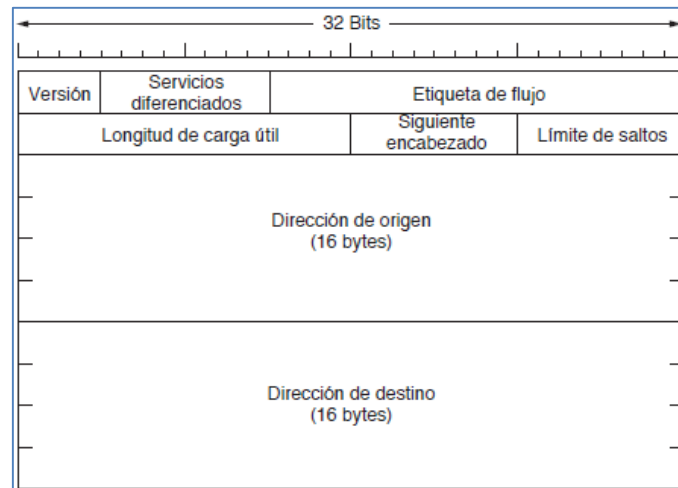 32 Bits
Versión
Servicios
diferenciados
Etiqueta de flujo
Longitud de carga útil
Siguiente
encabezado
Límite de saltos
Dirección de origen
(16 bytes)
Dirección de destino
(16 bytes)